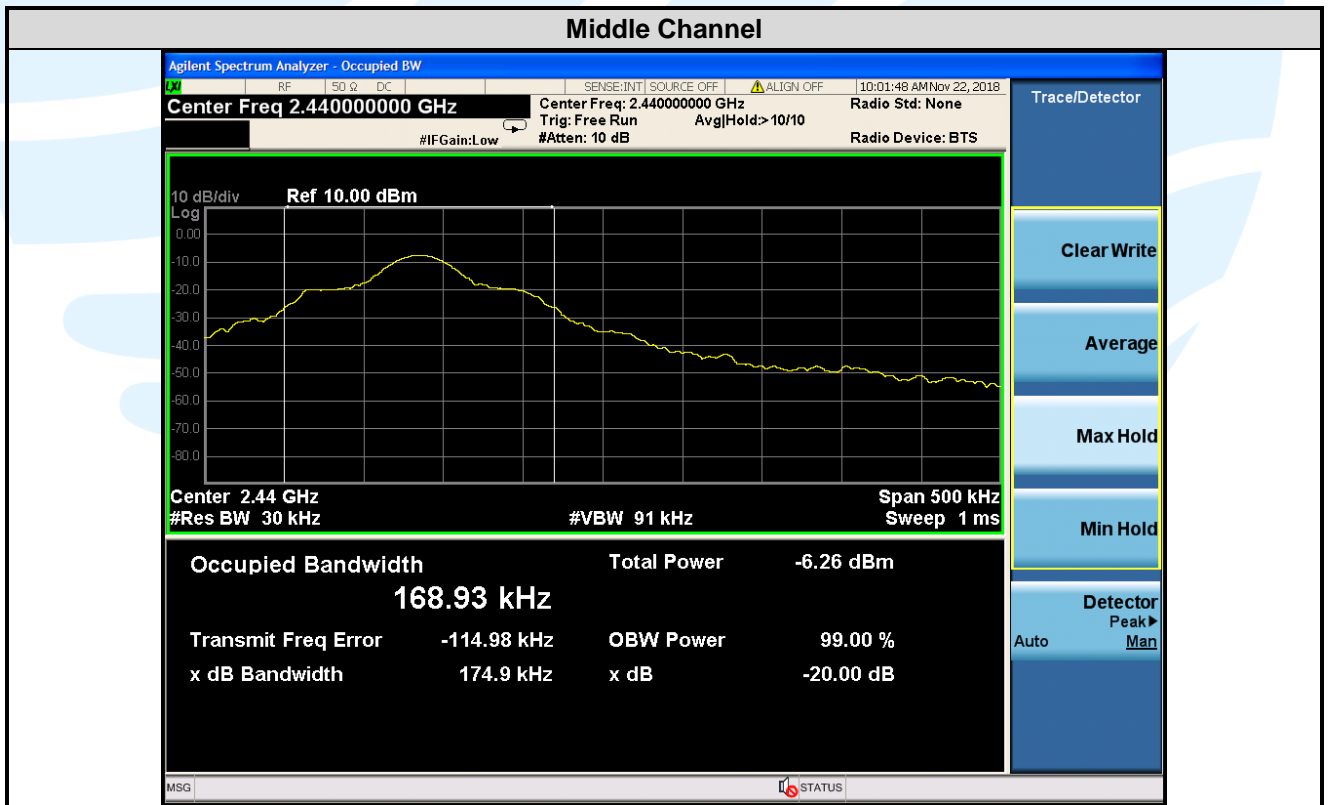 Middle Channel
Agilent Spectrum Analyzer - Occupied BW
LXI RF 50 Ω DC SENSE:INT SOURCE OFF ALIGN OFF 10:01:48 AM Nov 22, 2018
Center Freq 2.440000000 GHz
Center Freq: 2.440000000 GHz
Radio Std: None
Trig: Free Run Avg|Hold:>10/10
#IFGain:Low
#Atten: 10 dB
Radio Device: BTS
Trace/Detector
10 dB/div Ref 10.00 dBm
Log
0.00
-10.0
-20.0
-30.0
-40.0
-50.0
-60.0
-70.0
-80.0
Center 2.44 GHz Span 500 kHz
#Res BW 30 kHz #VBW 91 kHz Sweep 1 ms
Occupied Bandwidth Total Power -6.26 dBm
168.93 kHz
Transmit Freq Error -114.98 kHz OBW Power 99.00 %
x dB Bandwidth 174.9 kHz x dB -20.00 dB
Clear Write
Average
Max Hold
Min Hold
Detector
Peak▶
Auto Man
MSG STATUS